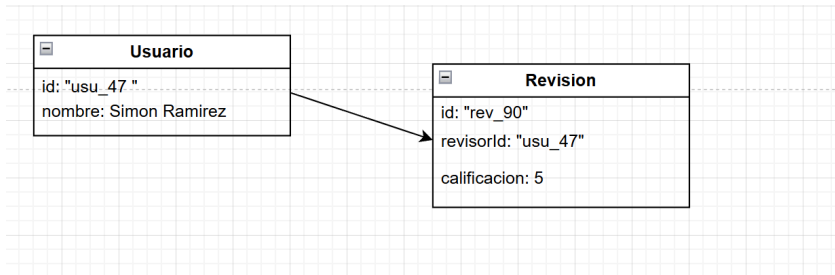 Usuario
id: "usu_47 "
nombre: Simon Ramirez
Revision
id: "rev_90"
revisorId: "usu_47"
calificacion: 5